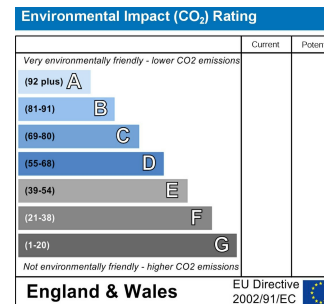 Environmental Impact (CO₂) Rating
Current Poten
Very environmentally friendly - lower CO2 emissions
(92 plus) A
(81-91) B
(69-80) C
(55-68) D
(39-54) E
(21-38) F
(1-20) G
Not environmentally friendly - higher CO2 emissions
England & Wales
EU Directive
2002/91/EC